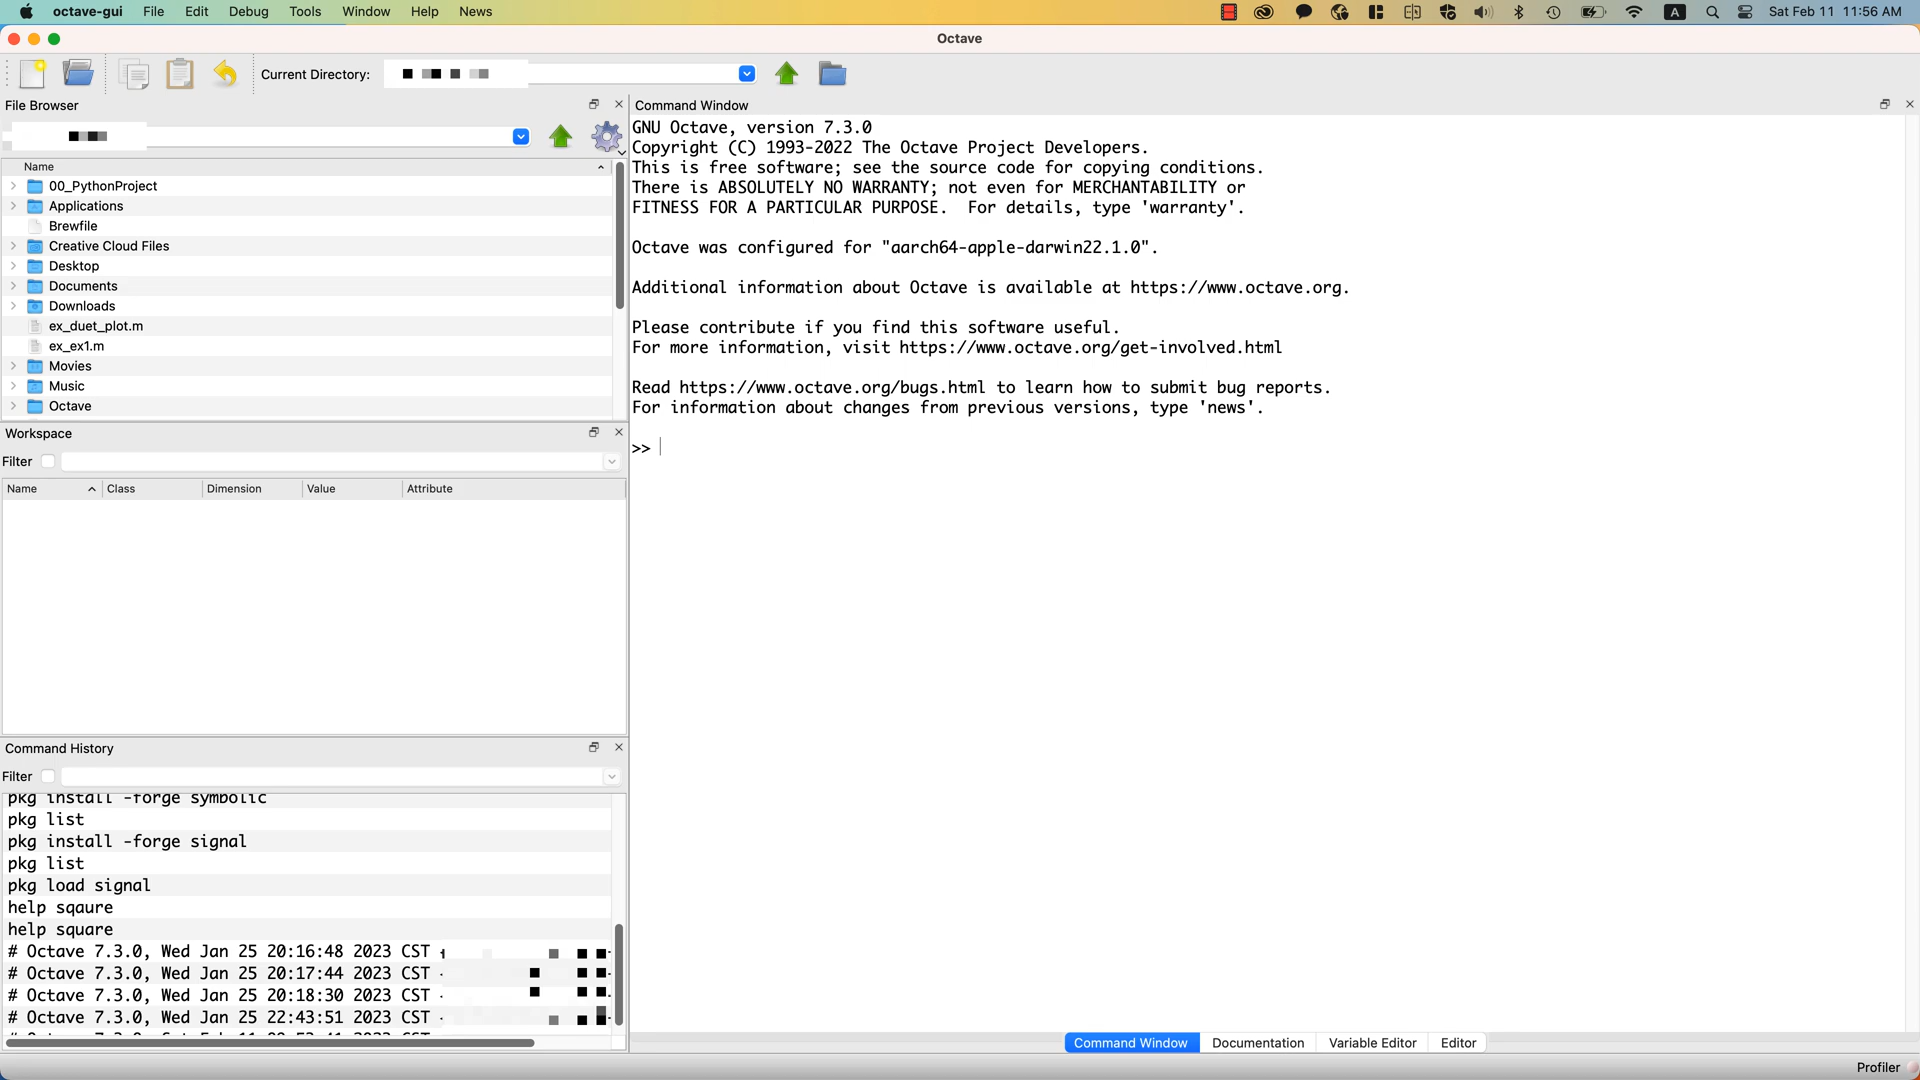 octave-gui File Edit Debug Tools Window Help News A Sat Feb 11 11:56 AM
Octave
Current Directory:
File Browser
Name
00_PythonProject
Applications
Brewfile
Creative Cloud Files
Desktop
Documents
Downloads
ex_duet_plot.m
ex_ex1.m
Movies
Music
Octave
Workspace
Filter
Name Class Dimension Value Attribute
Command History
Filter
pkg install -forge symbolic
pkg list
pkg install -forge signal
pkg list
pkg load signal
help sqaure
help square
# Octave 7.3.0, Wed Jan 25 20:16:48 2023 CST
# Octave 7.3.0, Wed Jan 25 20:17:44 2023 CST
# Octave 7.3.0, Wed Jan 25 20:18:30 2023 CST
# Octave 7.3.0, Wed Jan 25 22:43:51 2023 CST
Command Window
GNU Octave, version 7.3.0
Copyright (C) 1993-2022 The Octave Project Developers.
This is free software; see the source code for copying conditions.
There is ABSOLUTELY NO WARRANTY; not even for MERCHANTABILITY or
FITNESS FOR A PARTICULAR PURPOSE.  For details, type 'warranty'.
Octave was configured for "aarch64-apple-darwin22.1.0".
Additional information about Octave is available at https://www.octave.org.
Please contribute if you find this software useful.
For more information, visit https://www.octave.org/get-involved.html
Read https://www.octave.org/bugs.html to learn how to submit bug reports.
For information about changes from previous versions, type 'news'.
>>
Command Window Documentation Variable Editor Editor
Profiler